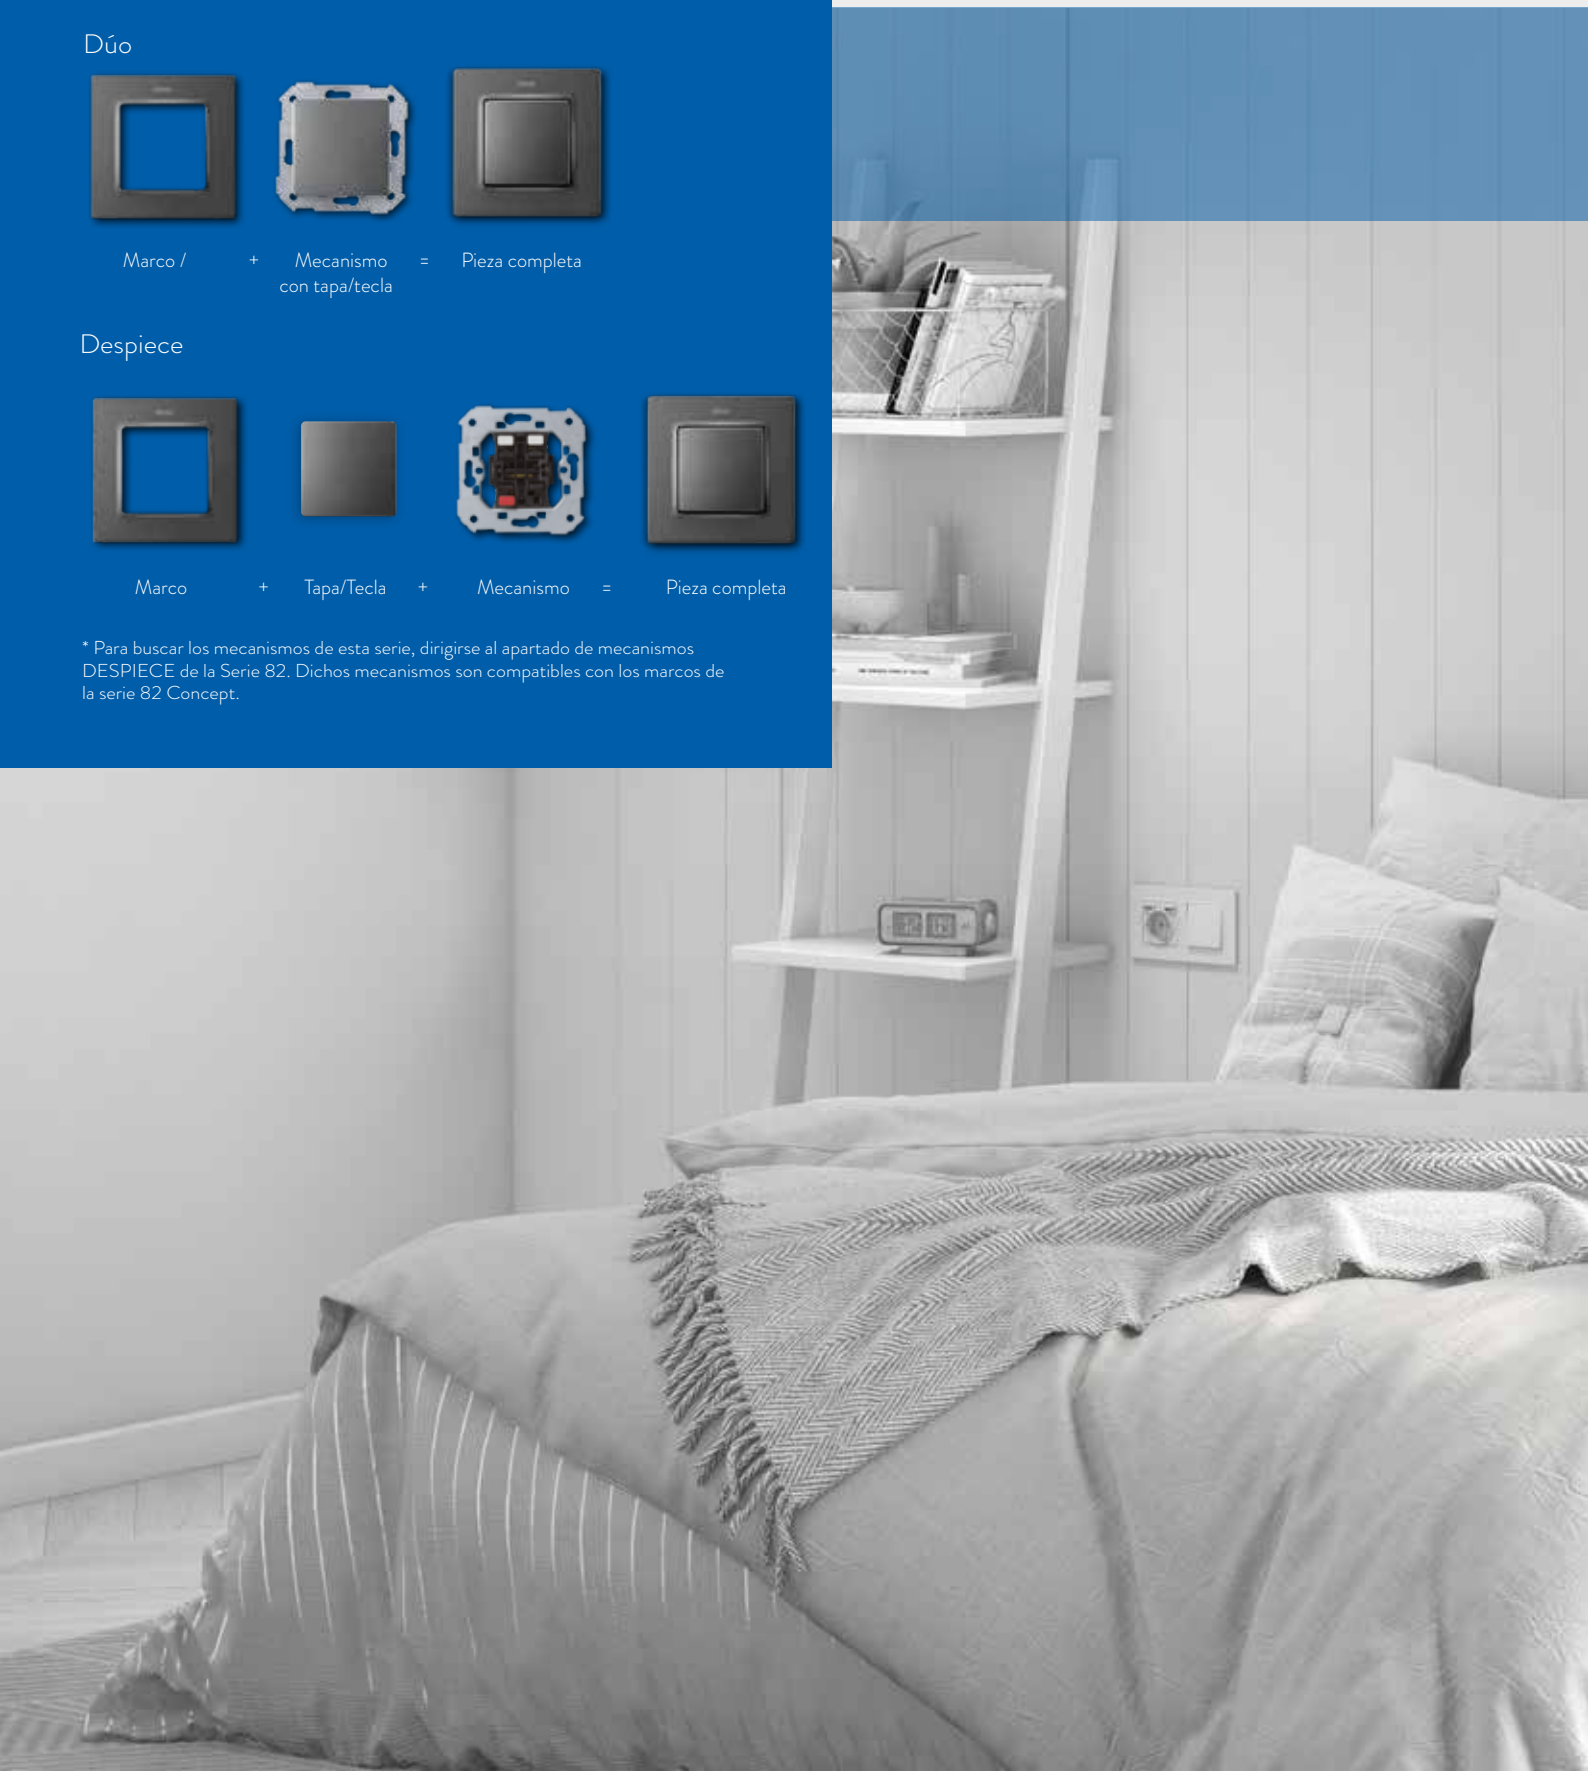 Dúo
Marco / + Mecanismo = Pieza completa
con tapa/tecla
Despiece
Marco + Tapa/Tecla + Mecanismo = Pieza completa
* Para buscar los mecanismos de esta serie, dirigirse al apartado de mecanismos
DESPIECE de la Serie 82. Dichos mecanismos son compatibles con los marcos de
la serie 82 Concept.